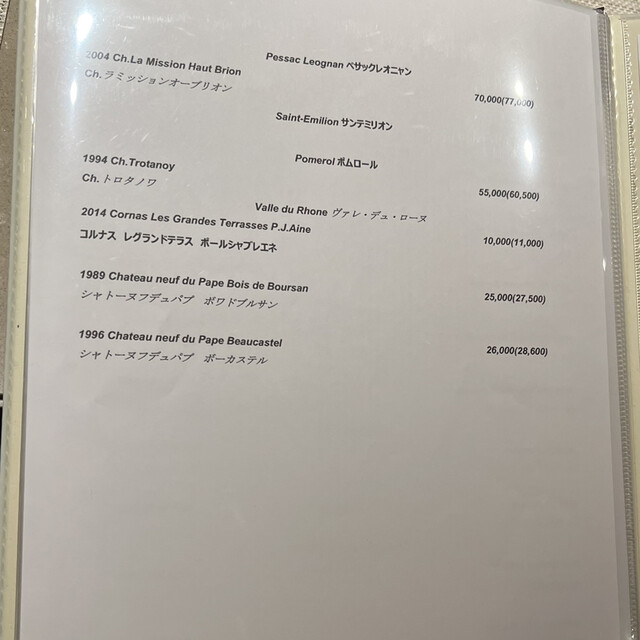 Pessac Leognan ペサックレオニャン
2004 Ch.La Mission Haut Brion
Ch.ラミッションオーブリオン
70,000(77,000)
Saint-Emilion サンテミリオン
Pomerol ポムロール
1994 Ch.Trotanoy
Ch.トロタノワ
55,000(60,500)
Valle du Rhone ヴァレ・デュ・ローヌ
2014 Cornas Les Grandes Terrasses P.J.Aine
コルナス レグランドテラス ポールシャブレエネ
10,000(11,000)
1989 Chateau neuf du Pape Bois de Boursan
シャトーヌフデュパプ ボワドブルサン
25,000(27,500)
1996 Chateau neuf du Pape Beaucastel
シャトーヌフデュパプ ボーカステル
26,000(28,600)